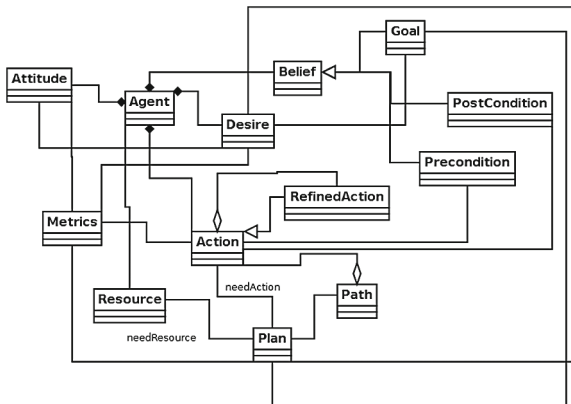 Goal
Attitude
Belief
Agent
PostCondition
Desire
Precondition
RefinedAction
Metrics
Action
Resource
needAction
Path
needResource
Plan